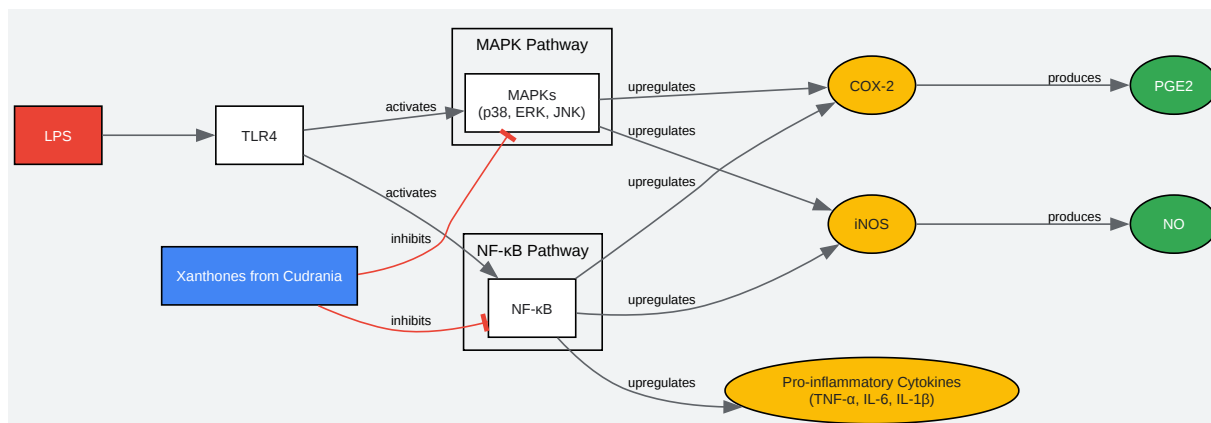 MAPK Pathway
MAPKs
(p38, ERK, JNK)
LPS
TLR4
activates
activates
upregulates
upregulates
upregulates
COX-2
produces
PGE2
inhibits
Xanthones from Cudrania
inhibits
NF-κB Pathway
NF-κB
upregulates
iNOS
produces
NO
upregulates
Pro-inflammatory Cytokines
(TNF-α, IL-6, IL-1β)